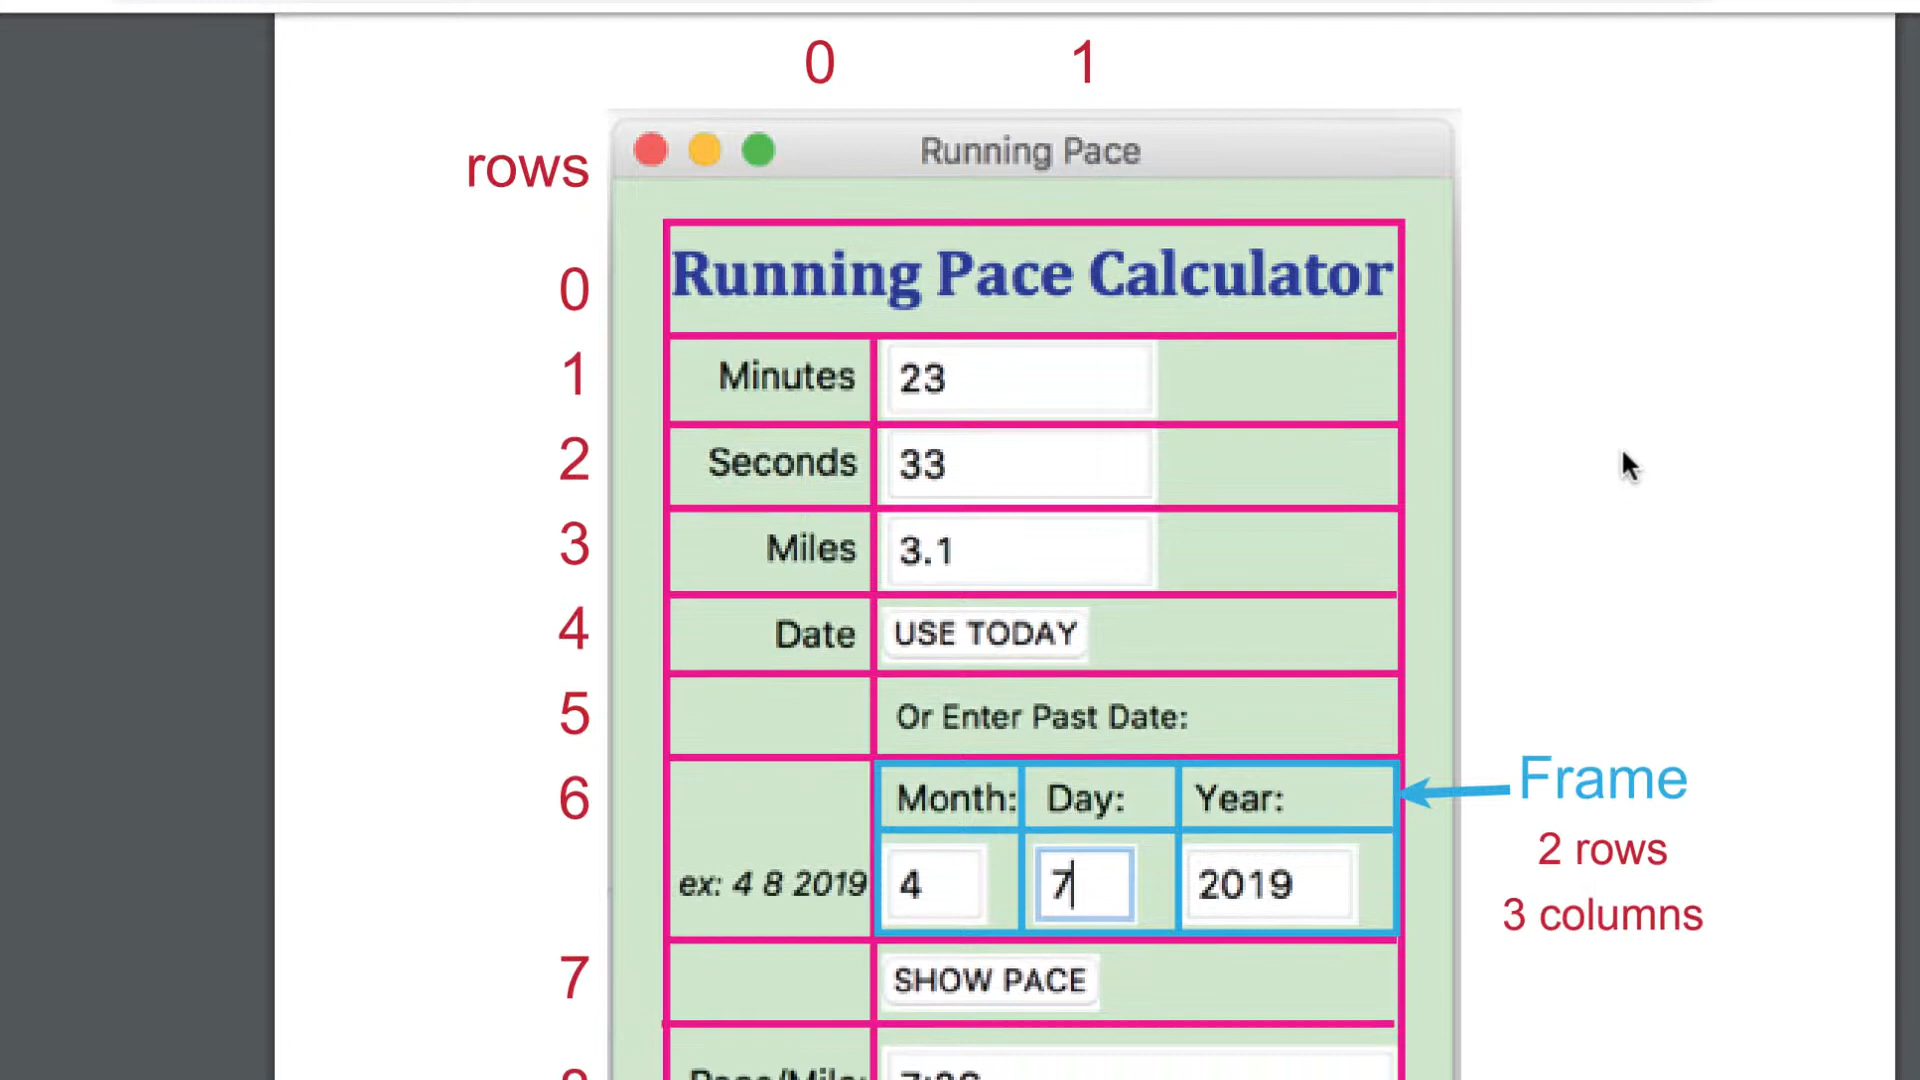 0 1
Running Pace
rows
0 Running Pace Calculator
1 Minutes 23
2 Seconds 33
3 Miles 3.1
4 Date USE TODAY
5 Or Enter Past Date:
6 Month: Day: Year:
Frame
2 rows
ex: 4 8 2019 4 7 2019
3 columns
7 SHOW PACE
Pace/Mile: